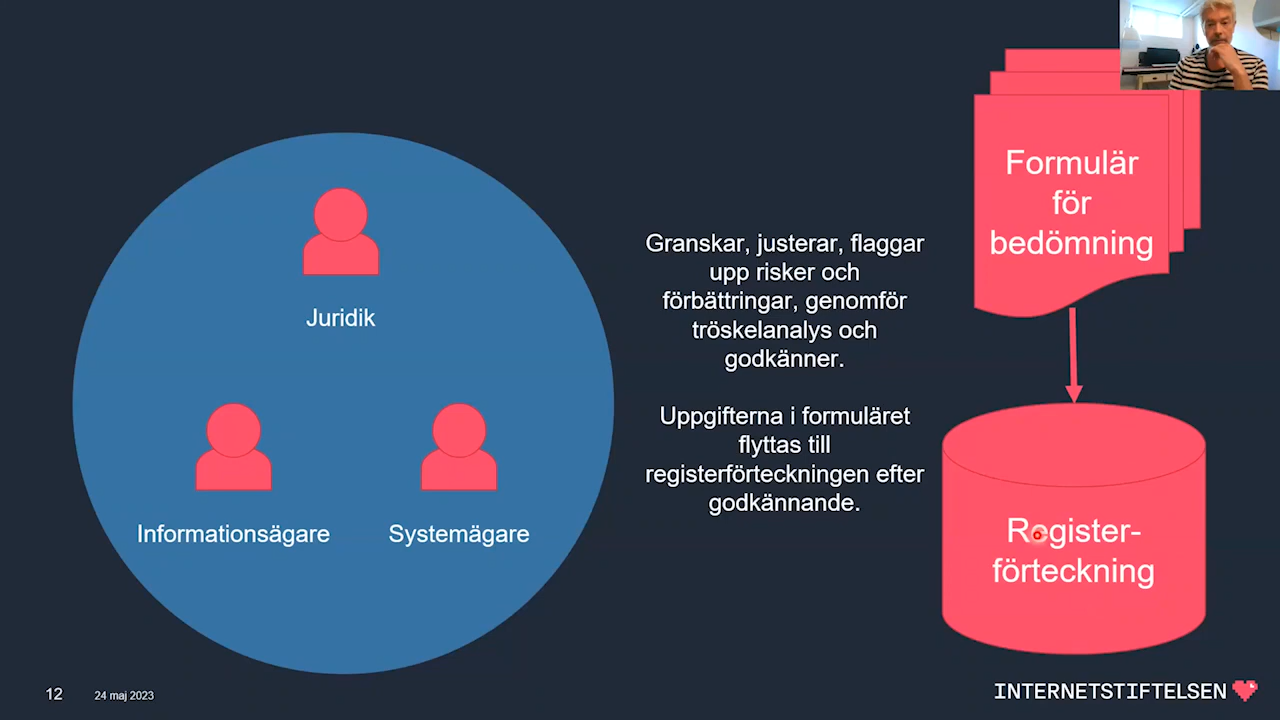 Juridik
Informationsägare
Systemägare
Granskar, justerar, flaggar
upp risker och
förbättringar, genomför
tröskelanalys och
godkänner.
Uppgifterna i formuläret
flyttas till
registerförteckningen efter
godkännande.
Formulär
för
bedömning
Register-
förteckning
12
24 maj 2023
INTERNETSTIFTELSEN